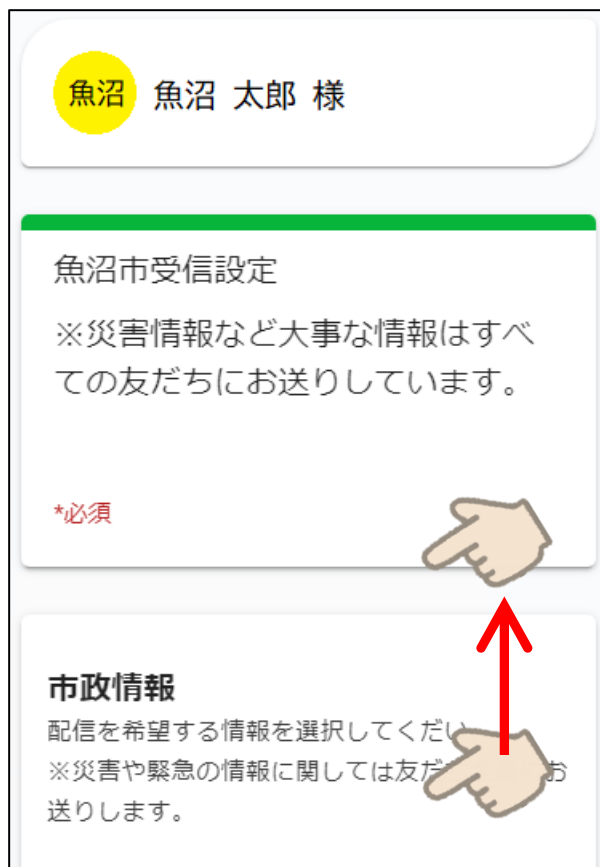 魚沼
魚沼 太郎 様
魚沼市受信設定
※災害情報など大事な情報はすべ
ての友だちにお送りしています。
*必須
市政情報
配信を希望する情報を選択してくだい
※災害や緊急の情報に関しては友だ お
送りします。